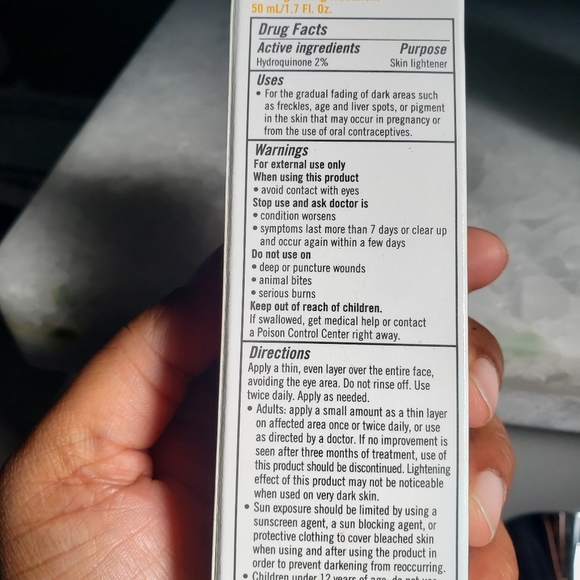 50 mL/1.7 Fl. Oz.
Drug Facts
Active ingredients Purpose
Hydroquinone 2% Skin lightener
Uses
• For the gradual fading of dark areas such
as freckles, age and liver spots, or pigment
in the skin that may occur in pregnancy or
from the use of oral contraceptives.
Warnings
For external use only
When using this product
• avoid contact with eyes
Stop use and ask doctor is
• condition worsens
• symptoms last more than 7 days or clear up
and occur again within a few days
Do not use on
• deep or puncture wounds
• animal bites
• serious burns
Keep out of reach of children.
If swallowed, get medical help or contact
a Poison Control Center right away.
Directions
Apply a thin, even layer over the entire face,
avoiding the eye area. Do not rinse off. Use
twice daily. Apply as needed.
• Adults: apply a small amount as a thin layer
on affected area once or twice daily, or use
as directed by a doctor. If no improvement is
seen after three months of treatment, use of
this product should be discontinued. Lightening
effect of this product may not be noticeable
when used on very dark skin.
• Sun exposure should be limited by using a
sunscreen agent, a sun blocking agent, or
protective clothing to cover bleached skin
when using and after using the product in
order to prevent darkening from reoccurring.
• Children under 12 years of age, do not use